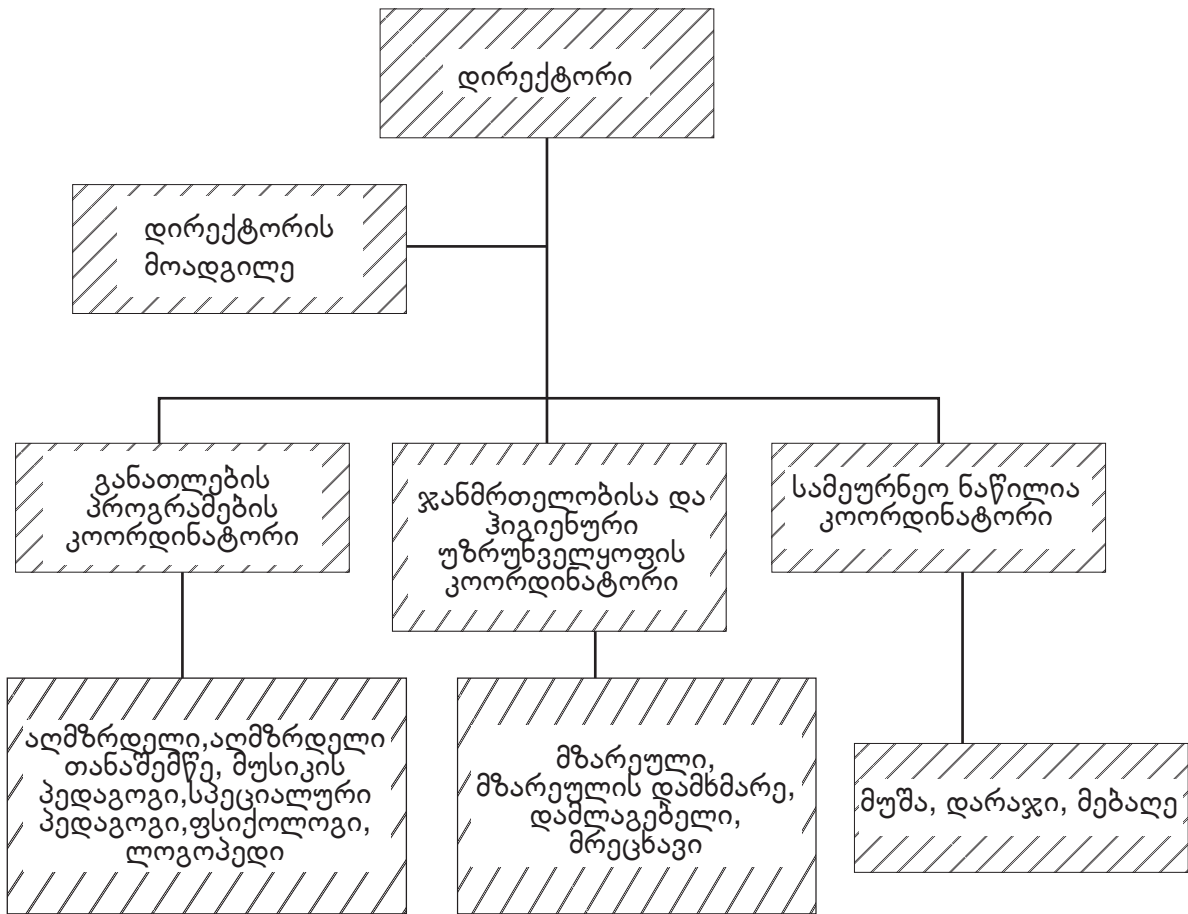 დირექტორი
დირექტორის
მოადგილე
განათლების
პროგრამების
კოორდინატორი
ჯანმრთელობისა და
ჰიგიენური
უზრუნველყოფის
კოორდინატორი
სამეურნეო ნაწილია
კოორდინატორი
აღმზრდელი,აღმზრდელი
თანაშემწე, მუსიკის
პედაგოგი,სპეციალური
პედაგოგი,ფსიქოლოგი,
ლოგოპედი
მზარეული,
მზარეულის დამხმარე,
დამლაგებელი,
მრეცხავი
მუშა, დარაჯი, მებაღე